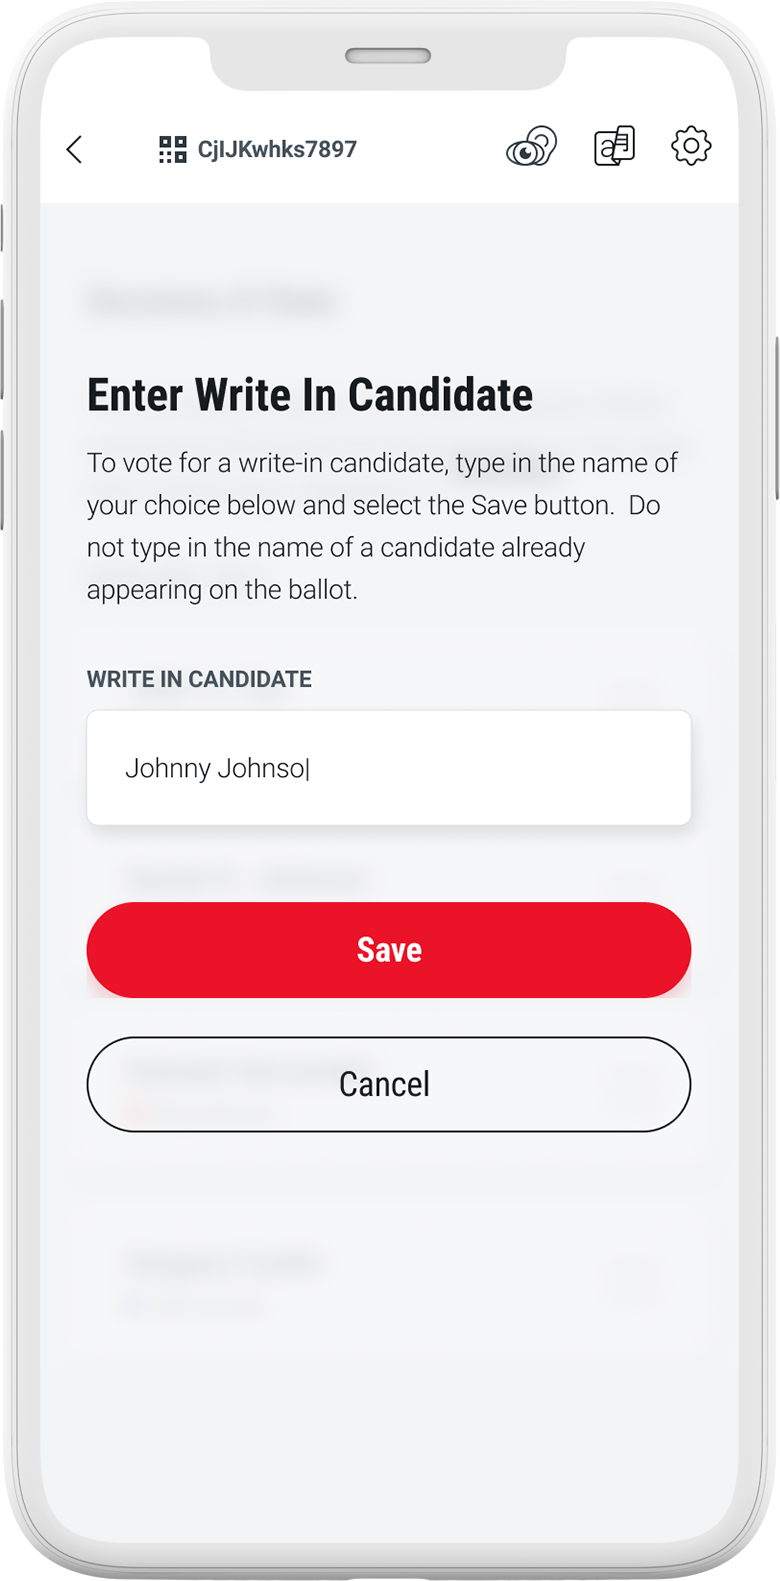 CjIJKwhks7897
Enter Write In Candidate
To vote for a write-in candidate, type in the name of
your choice below and select the Save button.  Do
not type in the name of a candidate already
appearing on the ballot.
WRITE IN CANDIDATE
Johnny Johnso
Save
Cancel